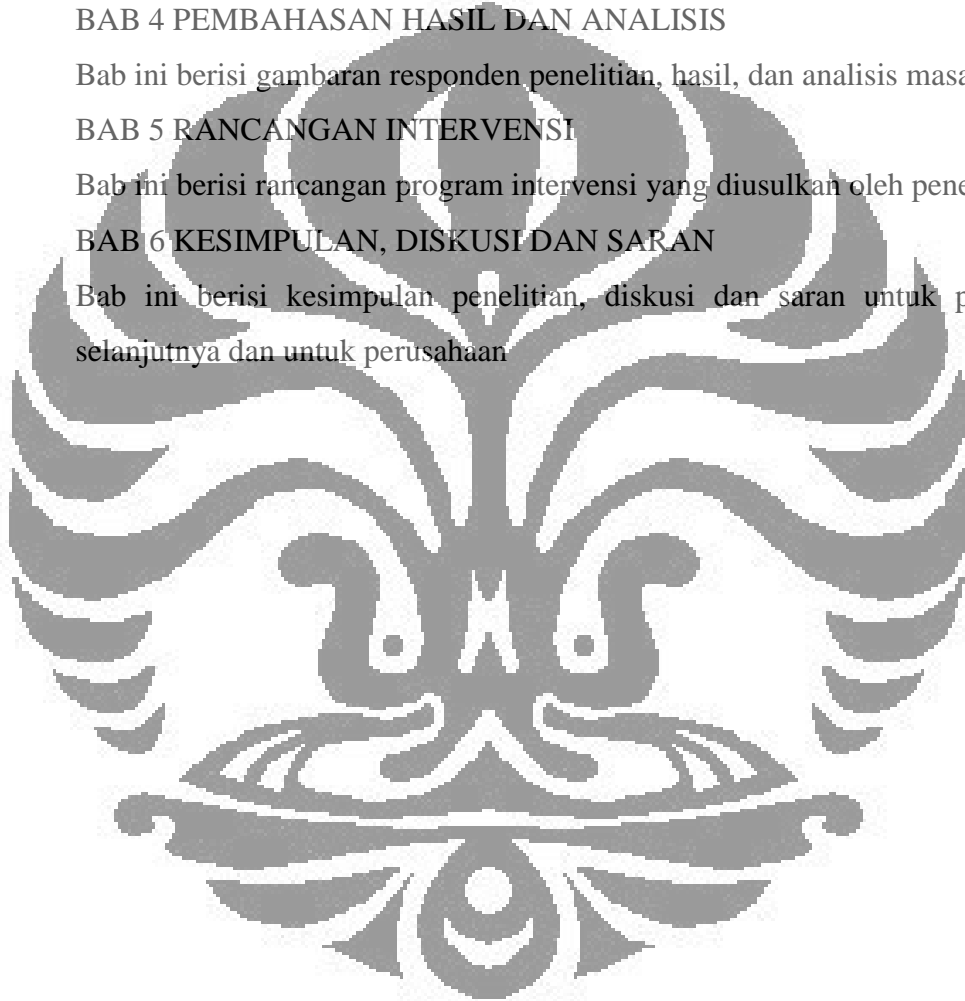 BAB 4 PEMBAHASAN HASIL DAN ANALISIS
Bab ini berisi gambaran responden penelitian, hasil, dan analisis masa
BAB 5 RANCANGAN INTERVENSI
Bab ini berisi rancangan program intervensi yang diusulkan oleh pene
BAB 6 KESIMPULAN, DISKUSI DAN SARAN
Bab ini berisi kesimpulan penelitian, diskusi dan saran untuk p
selanjutnya dan untuk perusahaan